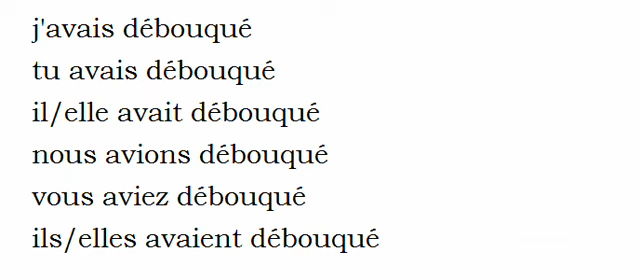 j'avais débouqué
tu avais débouqué
il/elle avait débouqué
nous avions débouqué
vous aviez débouqué
ils/elles avaient débouqué